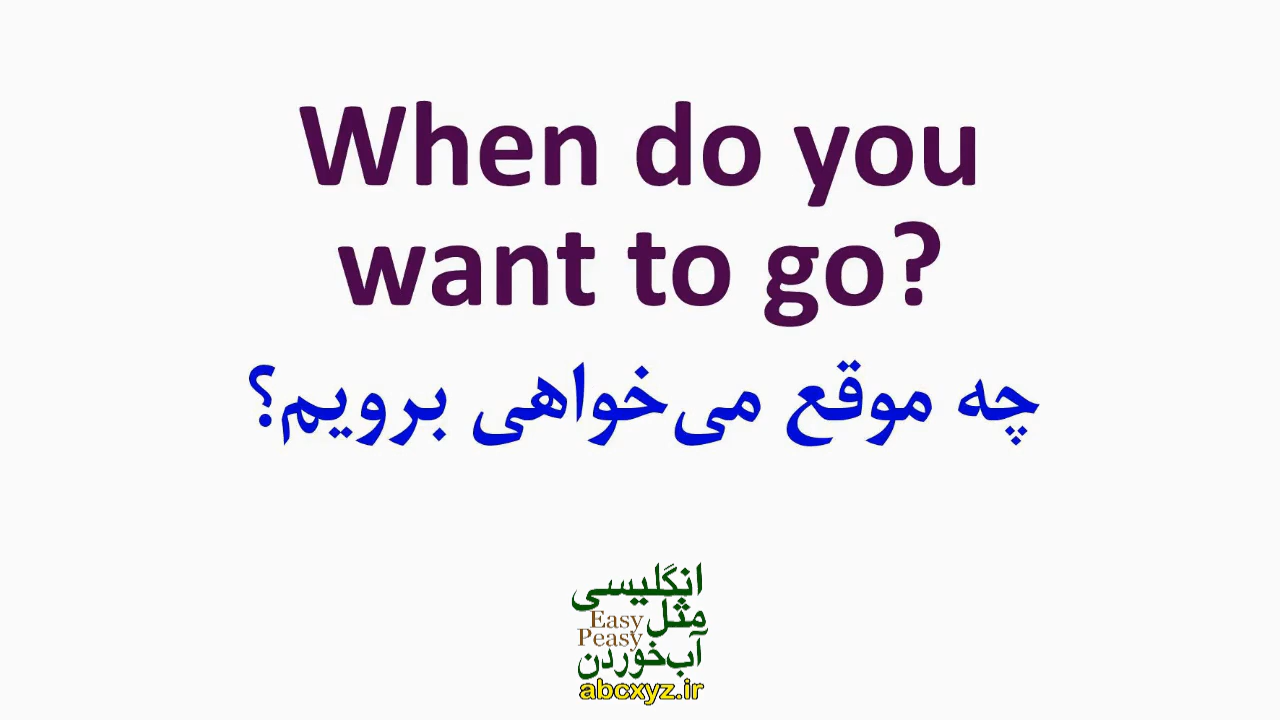 When do you
want to go?
چه موقع می‌خواهی برویم؟
انگلیسی
مثل
Easy
Peasy
آب‌خوردن
abcxyz.ir